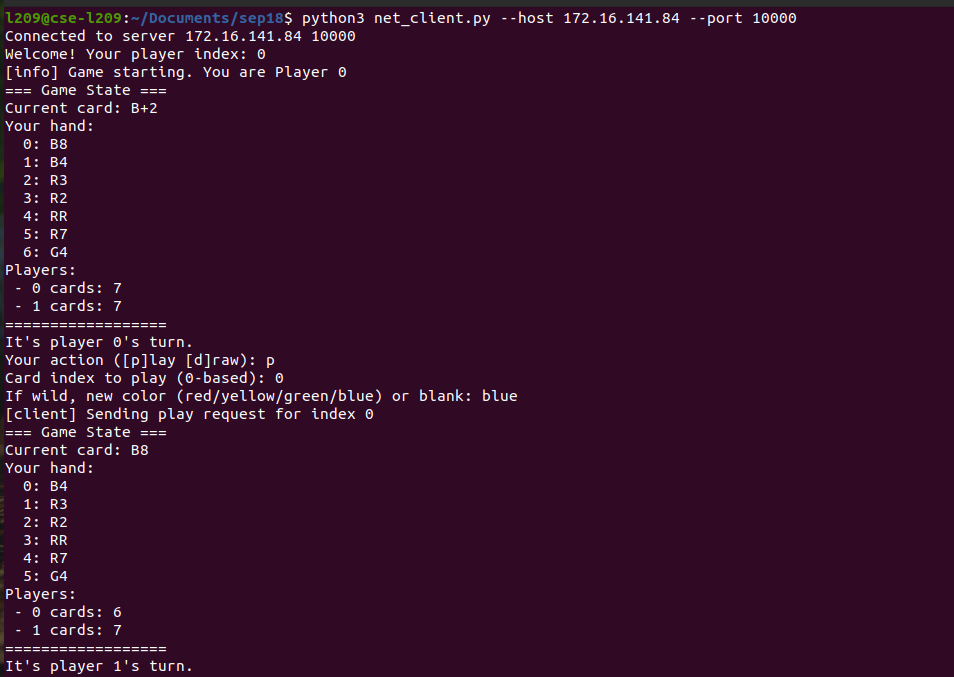 l209@cse-l209:~/Documents/sep18$ python3 net_client.py --host 172.16.141.84 --port 10000
Connected to server 172.16.141.84 10000
Welcome! Your player index: 0
[info] Game starting. You are Player 0
=== Game State ===
Current card: B+2
Your hand:
  0: B8
  1: B4
  2: R3
  3: R2
  4: RR
  5: R7
  6: G4
Players:
 - 0 cards: 7
 - 1 cards: 7
==================
It's player 0's turn.
Your action ([p]lay [d]raw): p
Card index to play (0-based): 0
If wild, new color (red/yellow/green/blue) or blank: blue
[client] Sending play request for index 0
=== Game State ===
Current card: B8
Your hand:
  0: B4
  1: R3
  2: R2
  3: RR
  4: R7
  5: G4
Players:
 - 0 cards: 6
 - 1 cards: 7
==================
It's player 1's turn.